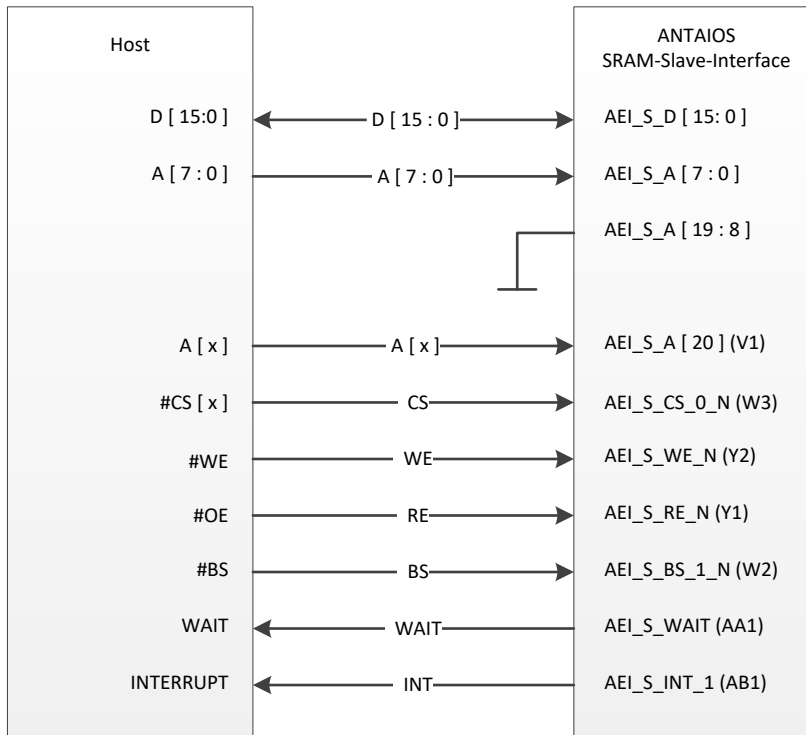 Host
ANTAIOS
SRAM-Slave-Interface
D [ 15:0] D [ 15 : 0 ] AEI_S_D [ 15: 0 ]
A [ 7 : 0 ] A [ 7 : 0 ] AEI_S_A [ 7 : 0 ]
AEI_S_A [ 19 : 8 ]
A [ x ] A [ x ] AEI_S_A [ 20 ] (V1)
#CS [ x ] CS AEI_S_CS_0_N (W3)
#WE WE AEI_S_WE_N (Y2)
#OE RE AEI_S_RE_N (Y1)
#BS BS AEI_S_BS_1_N (W2)
WAIT WAIT AEI_S_WAIT (AA1)
INTERRUPT INT AEI_S_INT_1 (AB1)